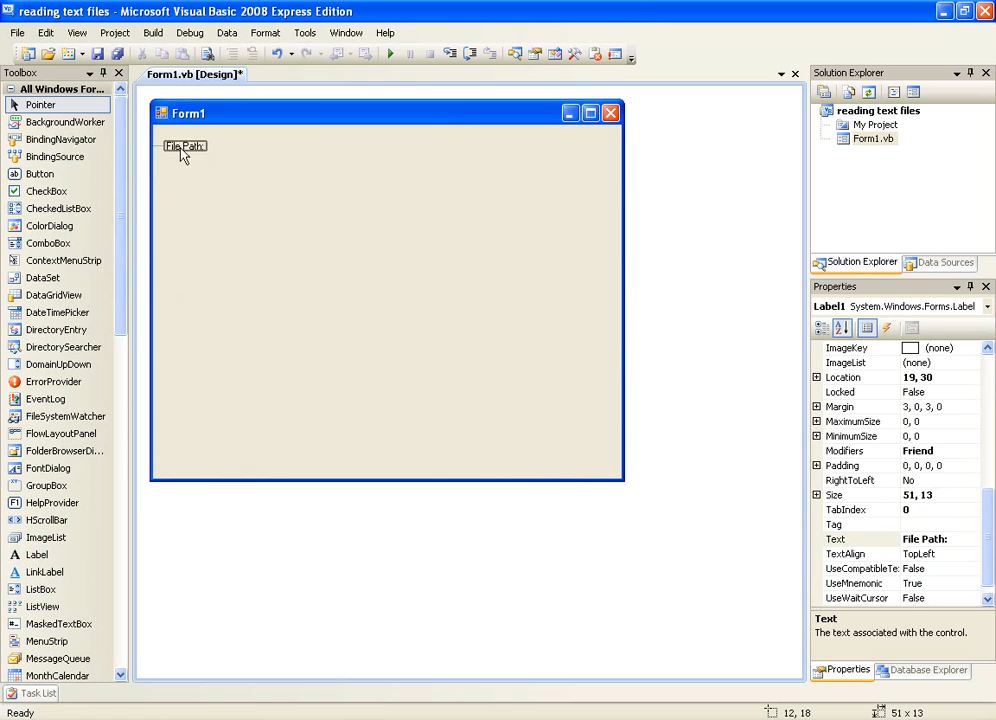 reading text files - Microsoft Visual Basic 2008 Express Edition
File Edit View Project Build Debug Data Format Tools Window Help
Toolbox
All Windows For...
Pointer
BackgroundWorker
BindingNavigator
BindingSource
Button
CheckBox
CheckedListBox
ColorDialog
ComboBox
ContextMenuStrip
DataSet
DataGridView
DateTimePicker
DirectoryEntry
DirectorySearcher
DomainUpDown
ErrorProvider
EventLog
FileSystemWatcher
FlowLayoutPanel
FolderBrowserDi...
FontDialog
GroupBox
HelpProvider
HScrollBar
ImageList
Label
LinkLabel
ListBox
ListView
MaskedTextBox
MenuStrip
MessageQueue
MonthCalendar
Task List
Form1.vb [Design]*
Form1
File Path:
Solution Explorer
reading text files
My Project
Form1.vb
Solution Explorer Data Sources
Properties
Label1 System.Windows.Forms.Label
ImageKey (none)
ImageList (none)
Location 19, 30
Locked False
Margin 3, 0, 3, 0
MaximumSize 0, 0
MinimumSize 0, 0
Modifiers Friend
Padding 0, 0, 0, 0
RightToLeft No
Size 51, 13
TabIndex 0
Tag
Text File Path:
TextAlign TopLeft
UseCompatibleTe: False
UseMnemonic True
UseWaitCursor False
Text
The text associated with the control.
Properties Database Explorer
Ready 12, 18 51 x 13